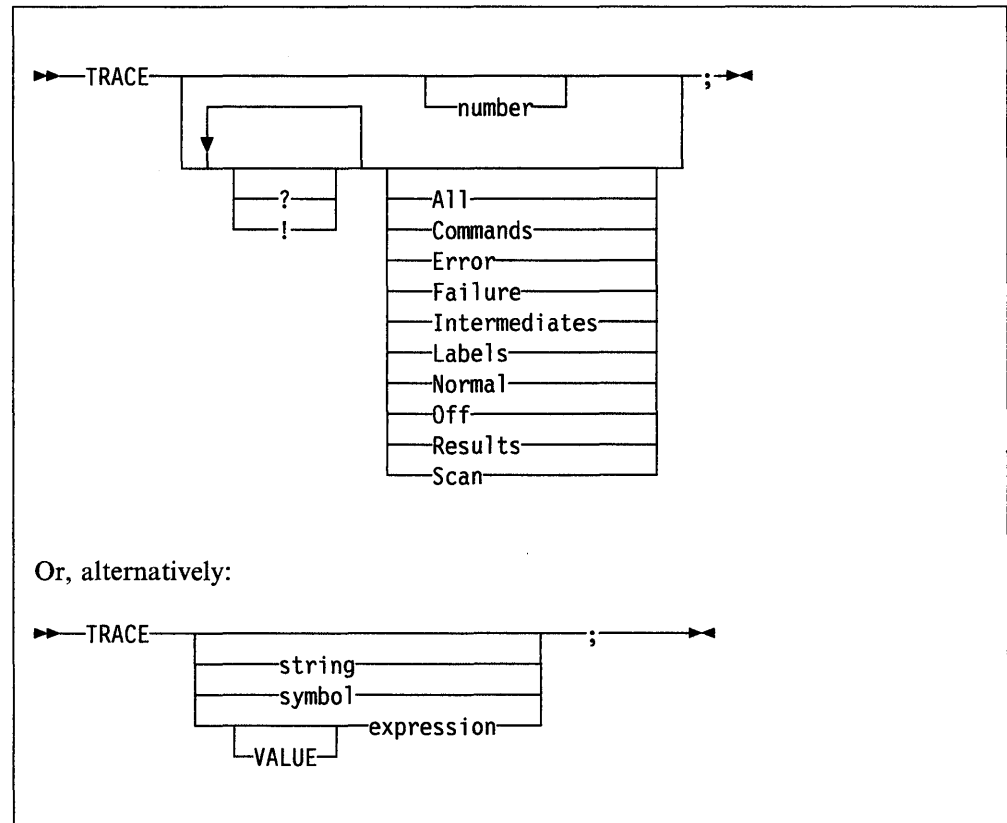 TRACE ;
number
?
!
All
Commands
Error
Failure
Intermediates
Labels
Normal
Off
Results
Scan
Or, alternatively:
TRACE ;
string
symbol
expression
VALUE